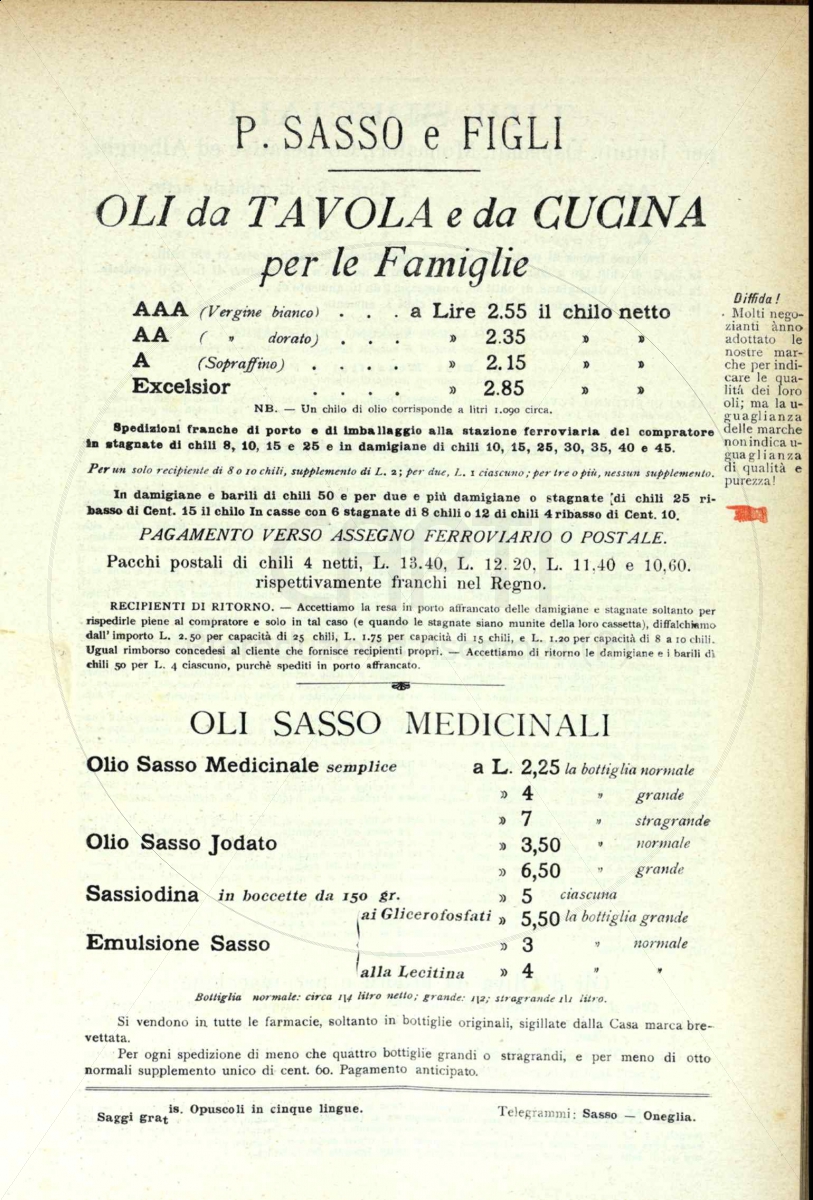 P. SASSO e FIGLI
OLI da TAVOLA e da CUCINA
per le Famiglie
AAA (Vergine bianco) . . . a Lire 2.55 il chilo netto
AA ( » dorato) . . . » 2.35 » »
A (Sopraffino) . . . . » 2.15 » »
Excelsior . . . . » 2.85 » »
NB. — Un chilo di olio corrisponde a litri 1.090 circa.
Spedizioni franche di porto e di imballaggio alla stazione ferroviaria del compratore
in stagnate di chili 8, 10, 15 e 25 e in damigiane di chili 10, 15, 25, 30, 35, 40 e 45.
Per un solo recipiente di 8 o 10 chili, supplemento di L. 2; per due, L. 1 ciascuno; per tre o più, nessun supplemento.
In damigiane e barili di chili 50 e per due e più damigiane o stagnate di chili 25 ri-
basso di Cent. 15 il chilo In casse con 6 stagnate di 8 chili o 12 di chili 4 ribasso di Cent. 10.
PAGAMENTO VERSO ASSEGNO FERROVIARIO O POSTALE.
Pacchi postali di chili 4 netti, L. 13.40, L. 12.20, L. 11,40 e 10,60.
rispettivamente franchi nel Regno.
RECIPIENTI DI RITORNO. — Accettiamo la resa in porto affrancato delle damigiane e stagnate soltanto per
rispedirle piene al compratore e solo in tal caso (e quando le stagnate siano munite della loro cassetta), diffalchiamo
dall'importo L. 2.50 per capacità di 25 chili, L. 1.75 per capacità di 15 chili, e L. 1.20 per capacità di 8 a 10 chili.
Ugual rimborso concedesi al cliente che fornisce recipienti propri. — Accettiamo di ritorno le damigiane e i barili di
chili 50 per L. 4 ciascuno, purchè spediti in porto affrancato.
Diffida!
Molti nego-
zianti ànno
adottato le
nostre mar-
che per indi-
care le qua-
lità dei loro
oli; ma la u-
guaglianza
delle marche
non indica u-
guaglianza
di qualità e
purezza!
OLI SASSO MEDICINALI
Olio Sasso Medicinale semplice a L. 2,25 la bottiglia normale
» 4 » grande
» 7 » stragrande
Olio Sasso Jodato » 3,50 » normale
» 6,50 » grande
Sassiodina in boccette da 150 gr. » 5 ciascuna
ai Glicerofosfati » 5,50 la bottiglia grande
Emulsione Sasso » 3 » normale
alla Lecitina » 4 » »
Bottiglia normale: circa 1\4 litro netto; grande: 1\2; stragrande 1\1 litro.
Si vendono in tutte le farmacie, soltanto in bottiglie originali, sigillate dalla Casa marca bre-
vettata.
Per ogni spedizione di meno che quattro bottiglie grandi o stragrandi, e per meno di otto
normali supplemento unico di cent. 60. Pagamento anticipato.
Saggi gratis. Opuscoli in cinque lingue. Telegrammi: Sasso — Oneglia.